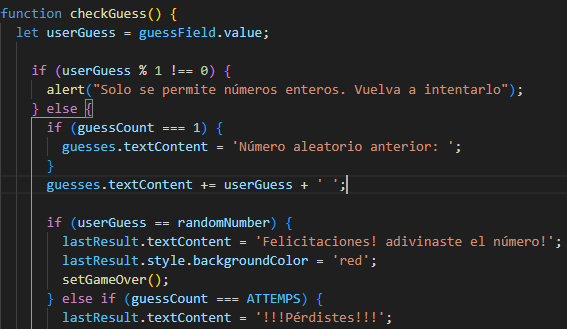 function checkGuess() {
let userGuess = guessField.value;
if (userGuess % 1 !== 0) {
alert("Solo se permite números enteros. Vuelva a intentarlo");
} else {
if (guessCount === 1) {
guesses.textContent = 'Número aleatorio anterior: ';
}
guesses.textContent += userGuess + ' ';
if (userGuess == randomNumber) {
lastResult.textContent = 'Felicitaciones! adivinaste el número!';
lastResult.style.backgroundColor = 'red';
setGameOver();
} else if (guessCount === ATTEMPS) {
lastResult.textContent = '!!!Pérdistes!!!';